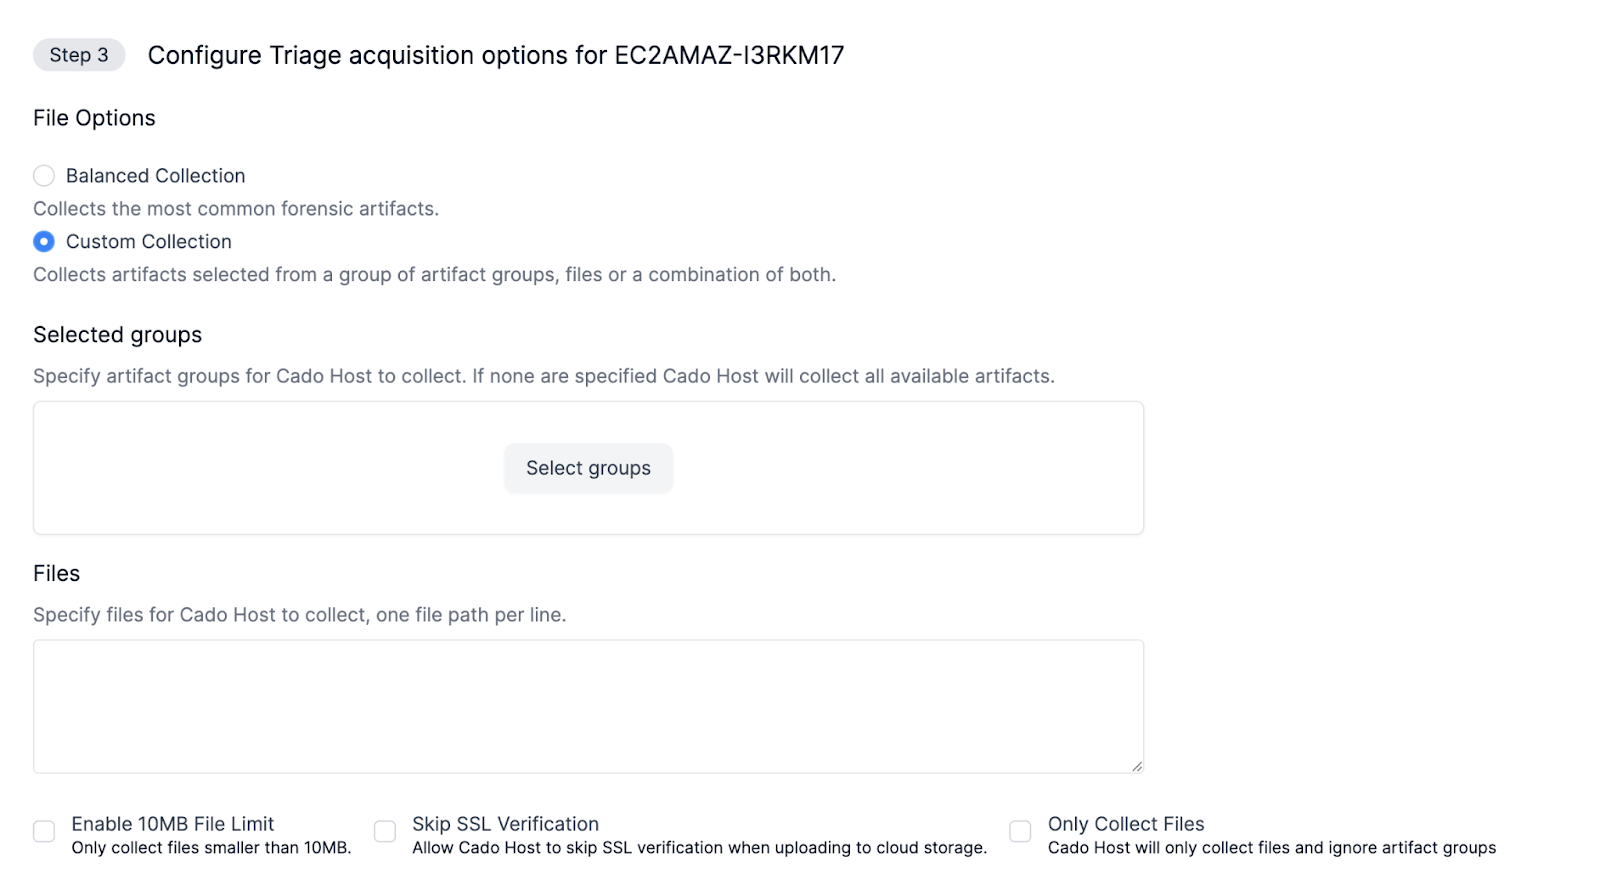 Step 3 Configure Triage acquisition options for EC2AMAZ-I3RKM17
File Options
Balanced Collection
Collects the most common forensic artifacts.
Custom Collection
Collects artifacts selected from a group of artifact groups, files or a combination of both.
Selected groups
Specify artifact groups for Cado Host to collect. If none are specified Cado Host will collect all available artifacts.
Select groups
Files
Specify files for Cado Host to collect, one file path per line.
Enable 10MB File Limit
Only collect files smaller than 10MB.
Skip SSL Verification
Allow Cado Host to skip SSL verification when uploading to cloud storage.
Only Collect Files
Cado Host will only collect files and ignore artifact groups